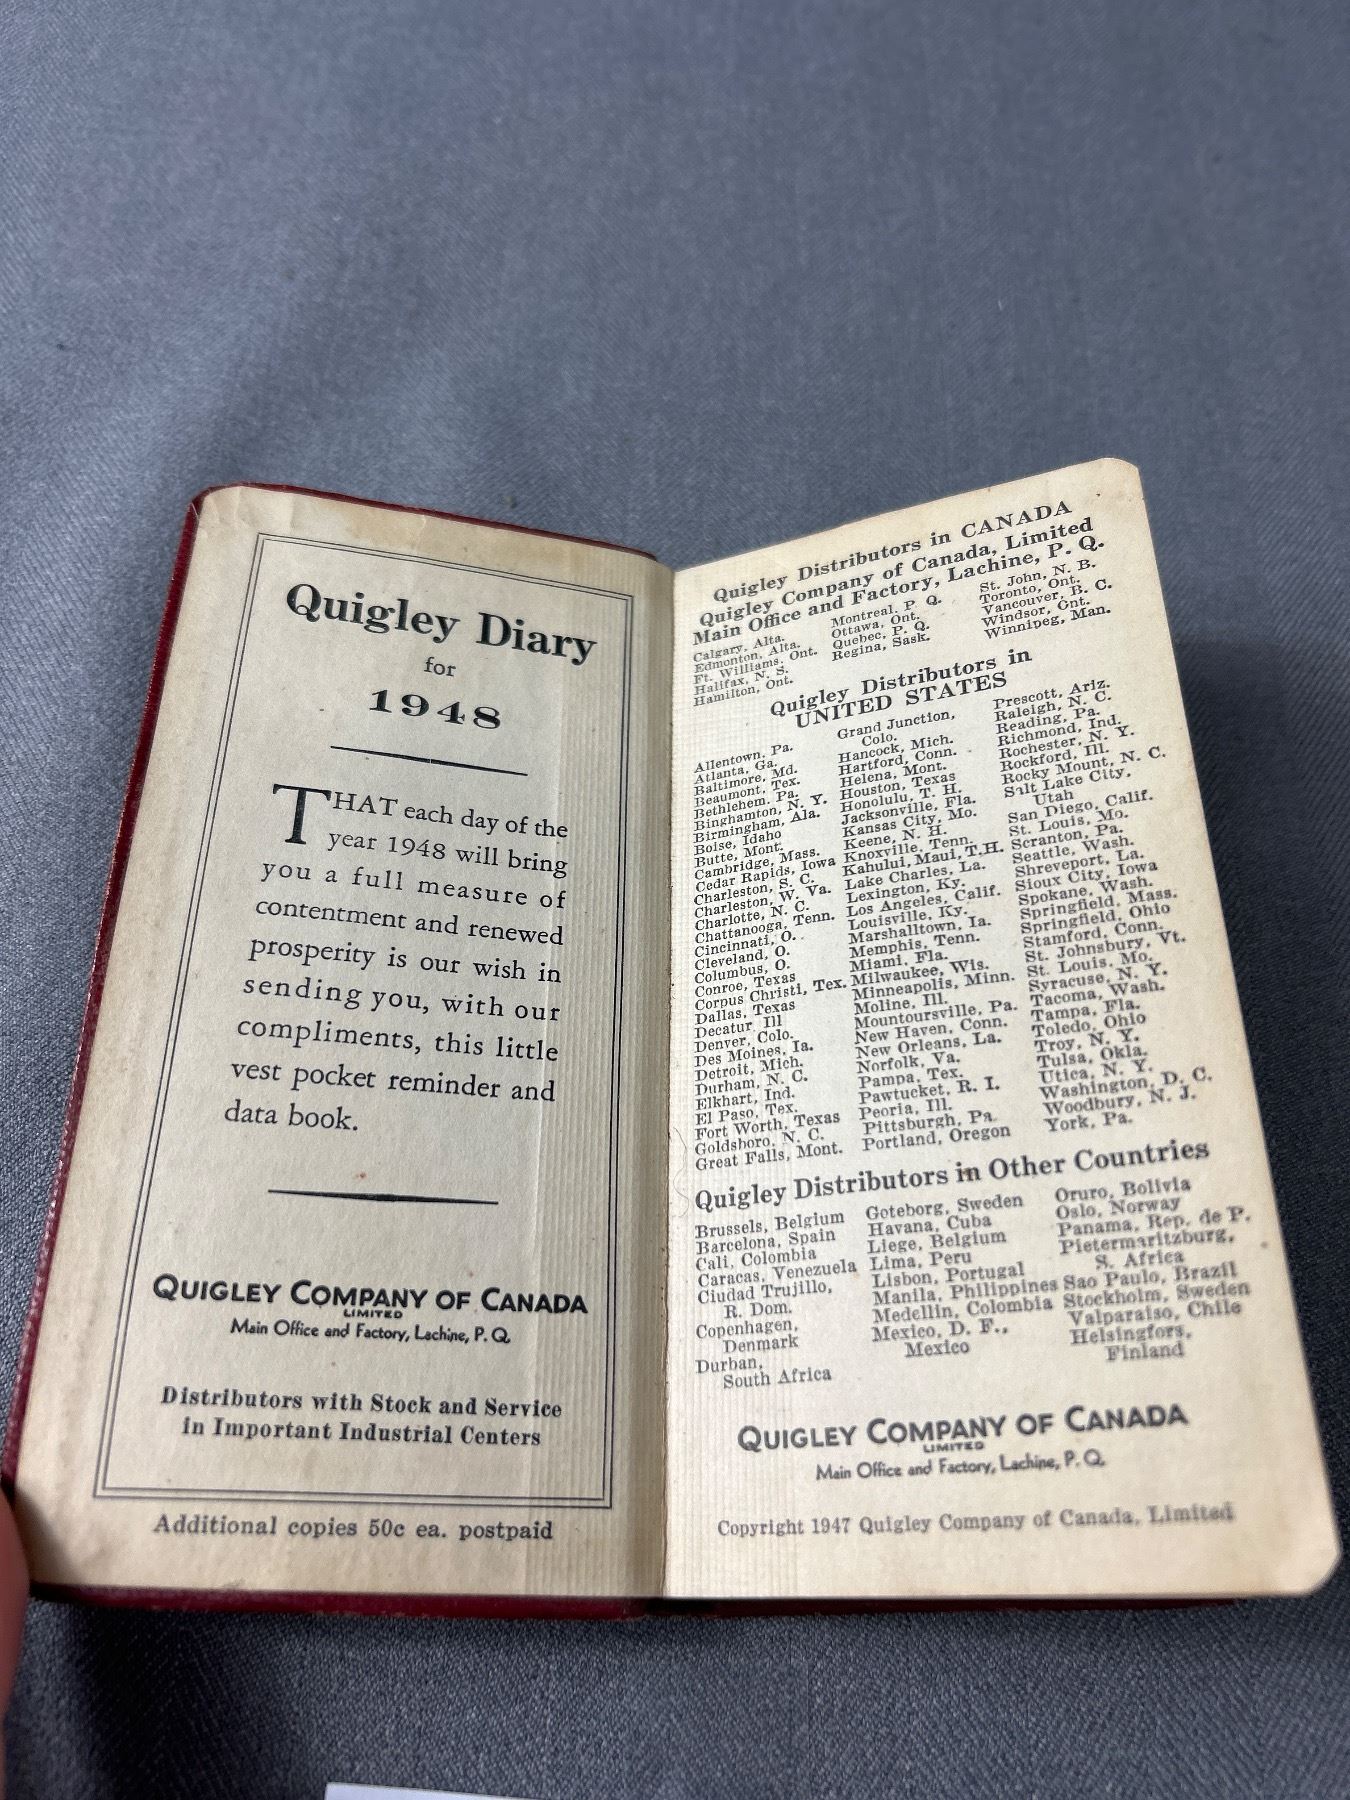 Quigley Diary
for
1948
THAT each day of the
year 1948 will bring
you a full measure of
contentment and renewed
prosperity is our wish in
sending you, with our
compliments, this little
vest pocket reminder and
data book.
QUIGLEY COMPANY OF CANADA
LIMITED
Main Office and Factory, Lachine, P. Q.
Distributors with Stock and Service
in Important Industrial Centers
Additional copies 50c ea. postpaid
Quigley Distributors in CANADA
Quigley Company of Canada, Limited
Main Office and Factory, Lachine, P. Q.
Calgary, Alta.
Edmonton, Alta.
Ft. Williams, Ont.
Halifax, N. S.
Hamilton, Ont.
Montreal, P Q.
Ottawa, Ont.
Quebec, P. Q.
Regina, Sask.
St. John, N. B.
Toronto, Ont.
Vancouver, B. C.
Windsor, Ont.
Winnipeg, Man.
Quigley Distributors in
UNITED STATES
Allentown, Pa.
Atlanta, Ga.
Baltimore, Md.
Beaumont, Tex.
Bethlehem, Pa.
Binghamton, N. Y.
Birmingham, Ala.
Boise, Idaho
Butte, Mont.
Cambridge, Mass.
Cedar Rapids, Iowa
Charleston, S. C.
Charleston, W. Va.
Charlotte, N. C.
Chattanooga, Tenn.
Cincinnati, O.
Cleveland, O.
Columbus, O.
Conroe, Texas
Corpus Christi, Tex.
Dallas, Texas
Decatur, Ill
Denver, Colo.
Des Moines, Ia.
Detroit, Mich.
Durham, N. C.
Elkhart, Ind.
El Paso, Tex.
Fort Worth, Texas
Goldsboro, N. C.
Great Falls, Mont.
Grand Junction,
Colo.
Hancock, Mich.
Hartford, Conn.
Helena, Mont.
Houston, Texas
Honolulu, T. H.
Jacksonville, Fla.
Kansas City, Mo.
Keene, N. H.
Knoxville, Tenn.
Kahului, Maui, T.H.
Lake Charles, La.
Lexington, Ky.
Los Angeles, Calif.
Louisville, Ky.
Marshalltown, Ia.
Memphis, Tenn.
Miami, Fla.
Milwaukee, Wis.
Minneapolis, Minn.
Moline, Ill.
Mountoursville, Pa.
New Haven, Conn.
New Orleans, La.
Norfolk, Va.
Pampa, Tex.
Pawtucket, R. I.
Peoria, Ill.
Pittsburgh, Pa.
Portland, Oregon
Prescott, Ariz.
Raleigh, N. C.
Reading, Pa.
Richmond, Ind.
Rochester, N. Y.
Rockford, Ill.
Rocky Mount, N. C.
Salt Lake City,
Utah
San Diego, Calif.
St. Louis, Mo.
Scranton, Pa.
Seattle, Wash.
Shreveport, La.
Sioux City, Iowa
Spokane, Wash.
Springfield, Mass.
Springfield, Ohio
Stamford, Conn.
St. Johnsbury, Vt.
St. Louis, Mo.
Syracuse, N. Y.
Tacoma, Wash.
Tampa, Fla.
Toledo, Ohio
Troy, N. Y.
Tulsa, Okla.
Utica, N. Y.
Washington, D. C.
Woodbury, N. J.
York, Pa.
Quigley Distributors in Other Countries
Brussels, Belgium
Barcelona, Spain
Cali, Colombia
Caracas, Venezuela
Ciudad Trujillo,
R. Dom.
Copenhagen,
Denmark
Durban,
South Africa
Goteborg, Sweden
Havana, Cuba
Liege, Belgium
Lima, Peru
Lisbon, Portugal
Manila, Philippines
Medellin, Colombia
Mexico, D. F.,
Mexico
Oruro, Bolivia
Oslo, Norway
Panama, Rep. de P.
Pietermaritzburg,
S. Africa
Sao Paulo, Brazil
Stockholm, Sweden
Valparaiso, Chile
Helsingfors,
Finland
QUIGLEY COMPANY OF CANADA
LIMITED
Main Office and Factory, Lachine, P. Q.
Copyright 1947 Quigley Company of Canada, Limited